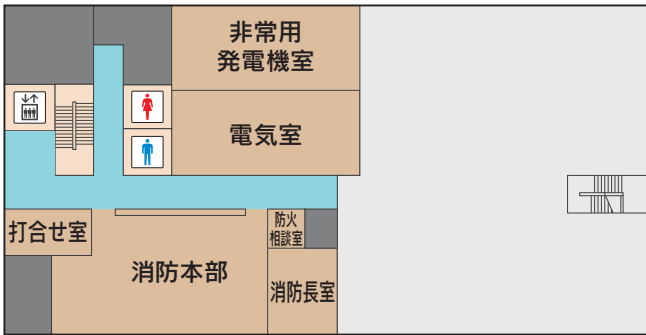 非常用
発電機室
電気室
打合せ室
防火
相談室
消防本部
消防長室